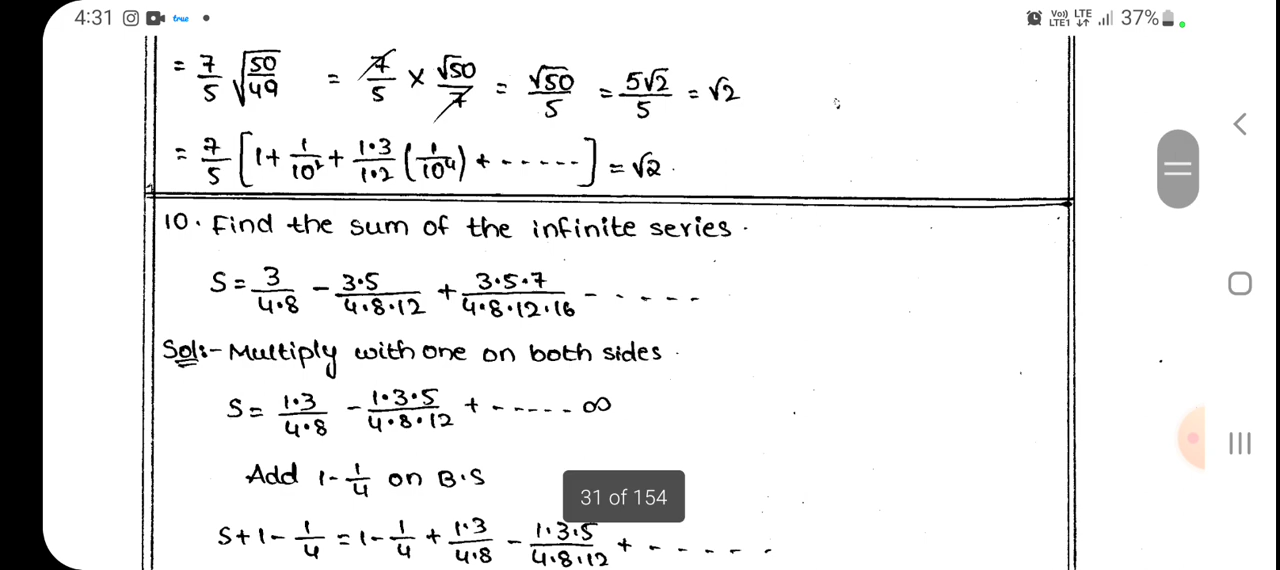 4:31 true Vo)) LTE1 LTE 37%
= 7/5 √(50/49) = 7/5 × √50/7 = √50/5 = 5√2/5 = √2
= 7/5 [1 + 1/10² + 1·3/1·2 (1/10⁴) + ------] = √2.
10. Find the sum of the infinite series.
S = 3/4·8 - 3·5/4·8·12 + 3·5·7/4·8·12·16 - -----
Sol:- Multiply with one on both sides.
S = 1·3/4·8 - 1·3·5/4·8·12 + ------ ∞
Add 1 - 1/4 on B.S
31 of 154
S + 1 - 1/4 = 1 - 1/4 + 1·3/4·8 - 1·3·5/4·8·12 + ------